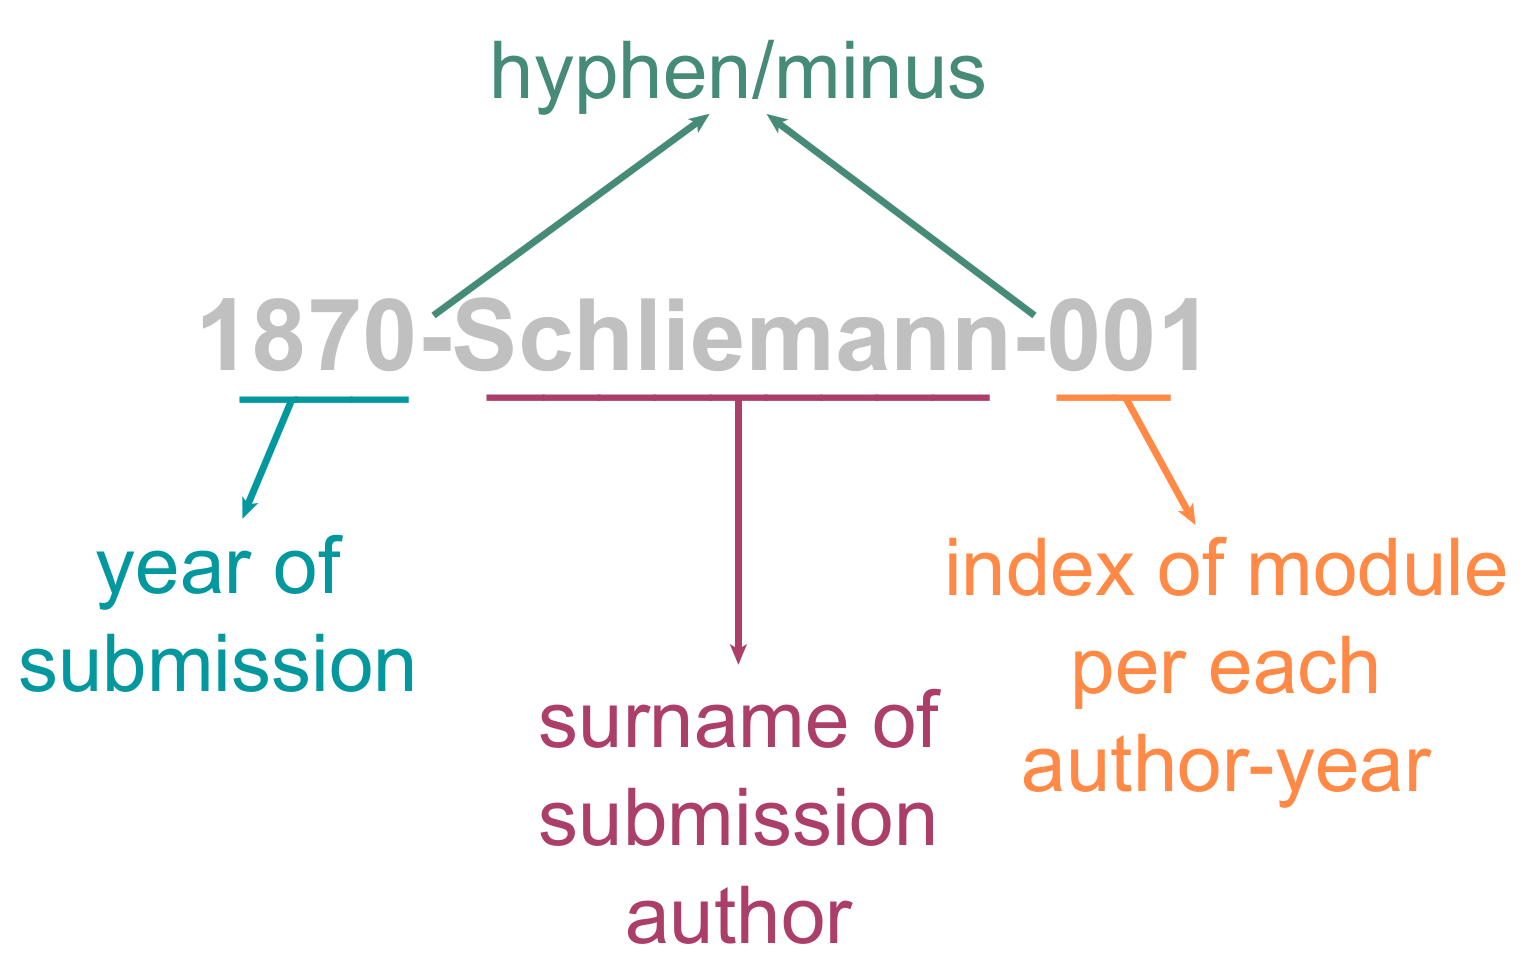 hyphen/minus
1870-Schliemann-001
year of
submission
surname of
submission
author
index of module
per each
author-year